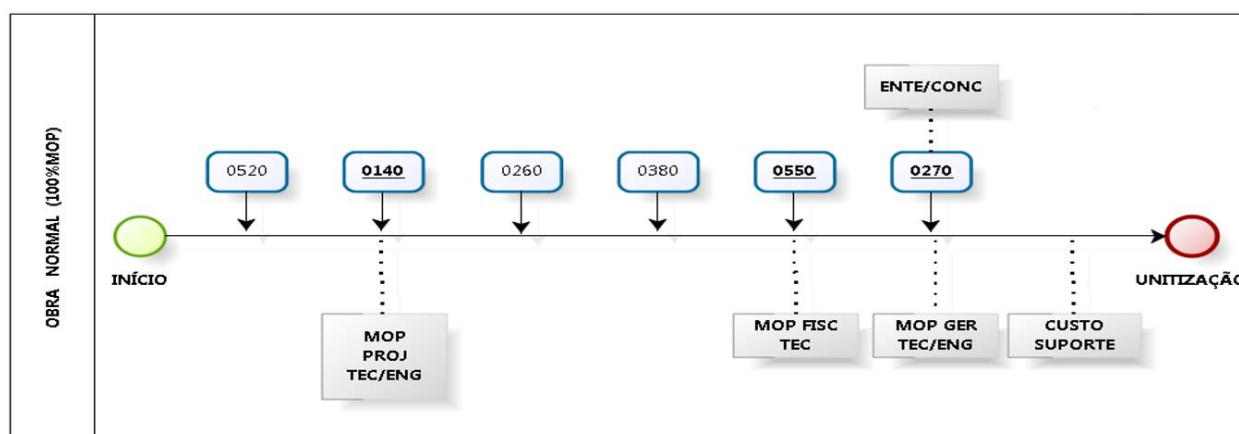 OBRA NORMAL (100%MOP)
ENTE/CONC
0520
0140
0260
0380
0550
0270
INÍCIO
UNITIZAÇÃO
MOP
PROJ
TEC/ENG
MOP FISC
TEC
MOP GER
TEC/ENG
CUSTO
SUPORTE